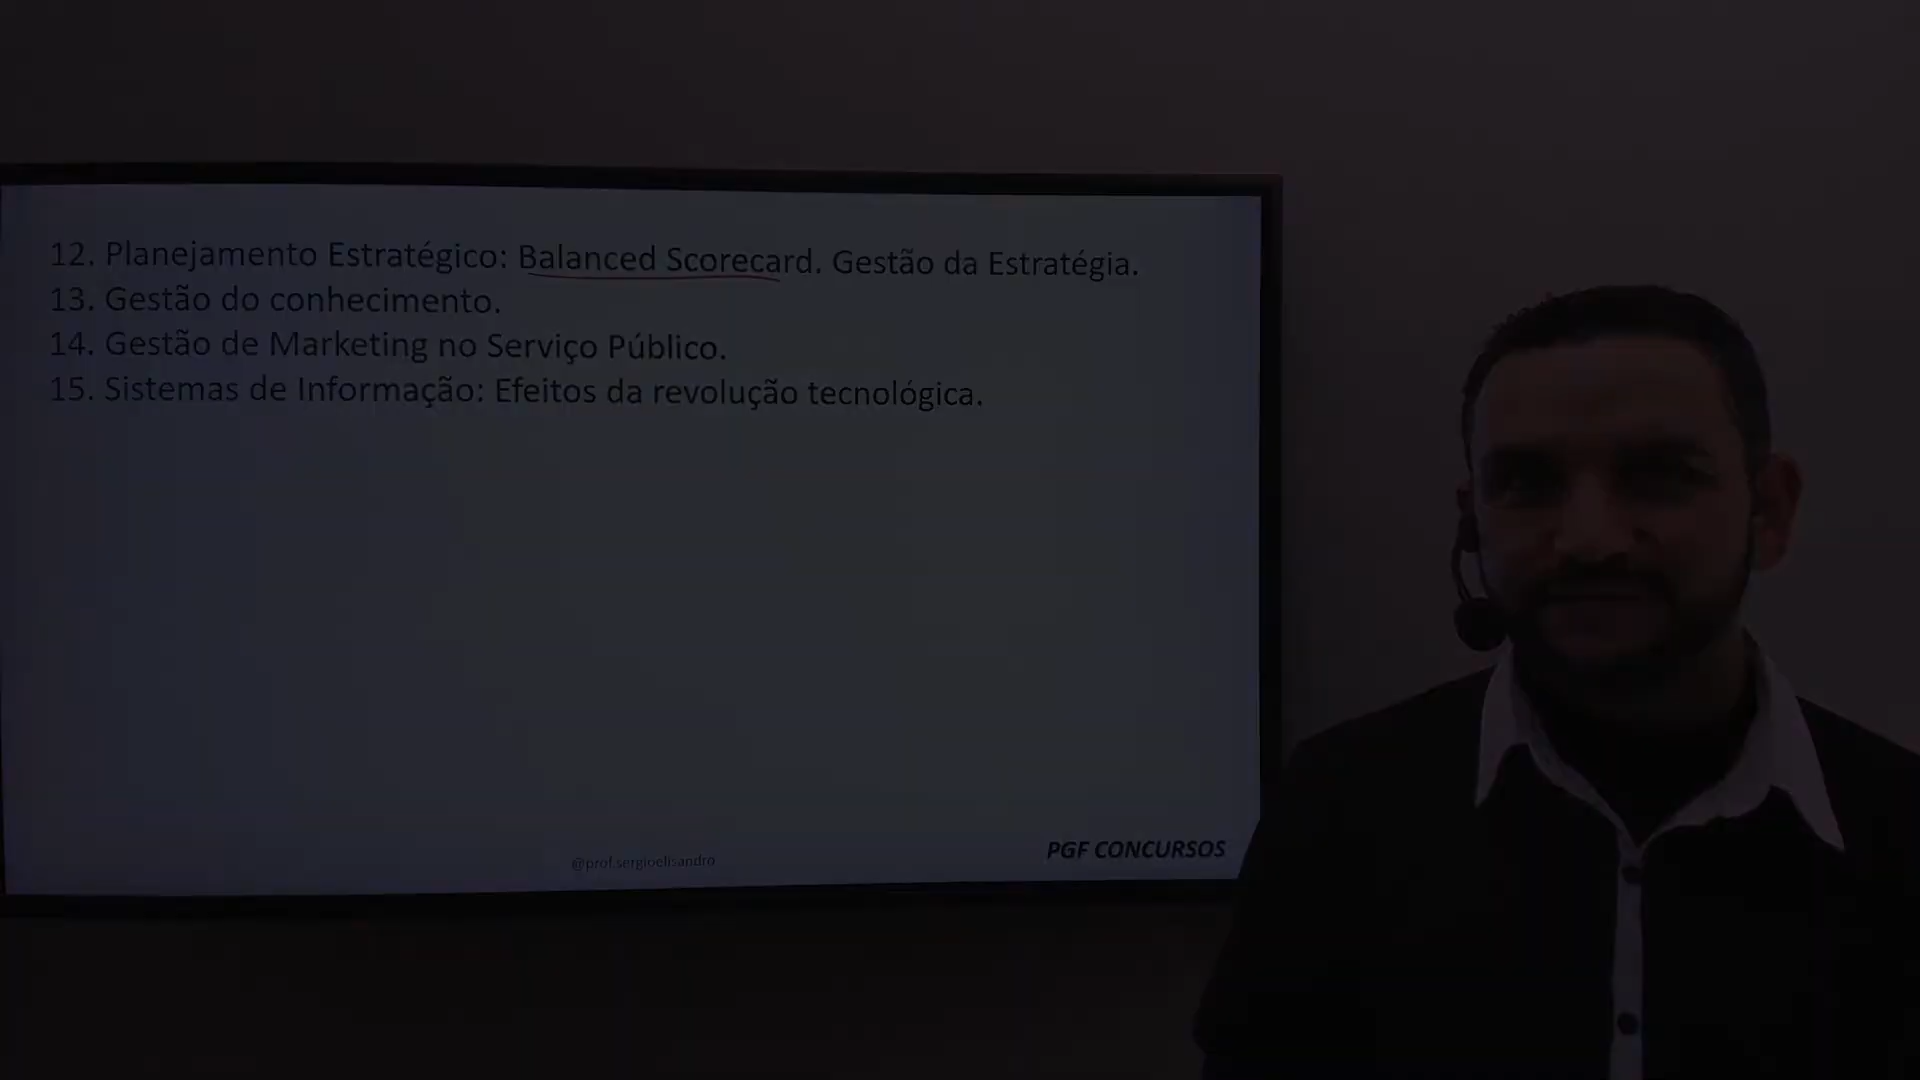 12. Planejamento Estratégico: Balanced Scorecard. Gestão da Estratégia.
13. Gestão do conhecimento.
14. Gestão de Marketing no Serviço Público.
15. Sistemas de Informação: Efeitos da revolução tecnológica.
@prof.sergioelisandro
PGF CONCURSOS